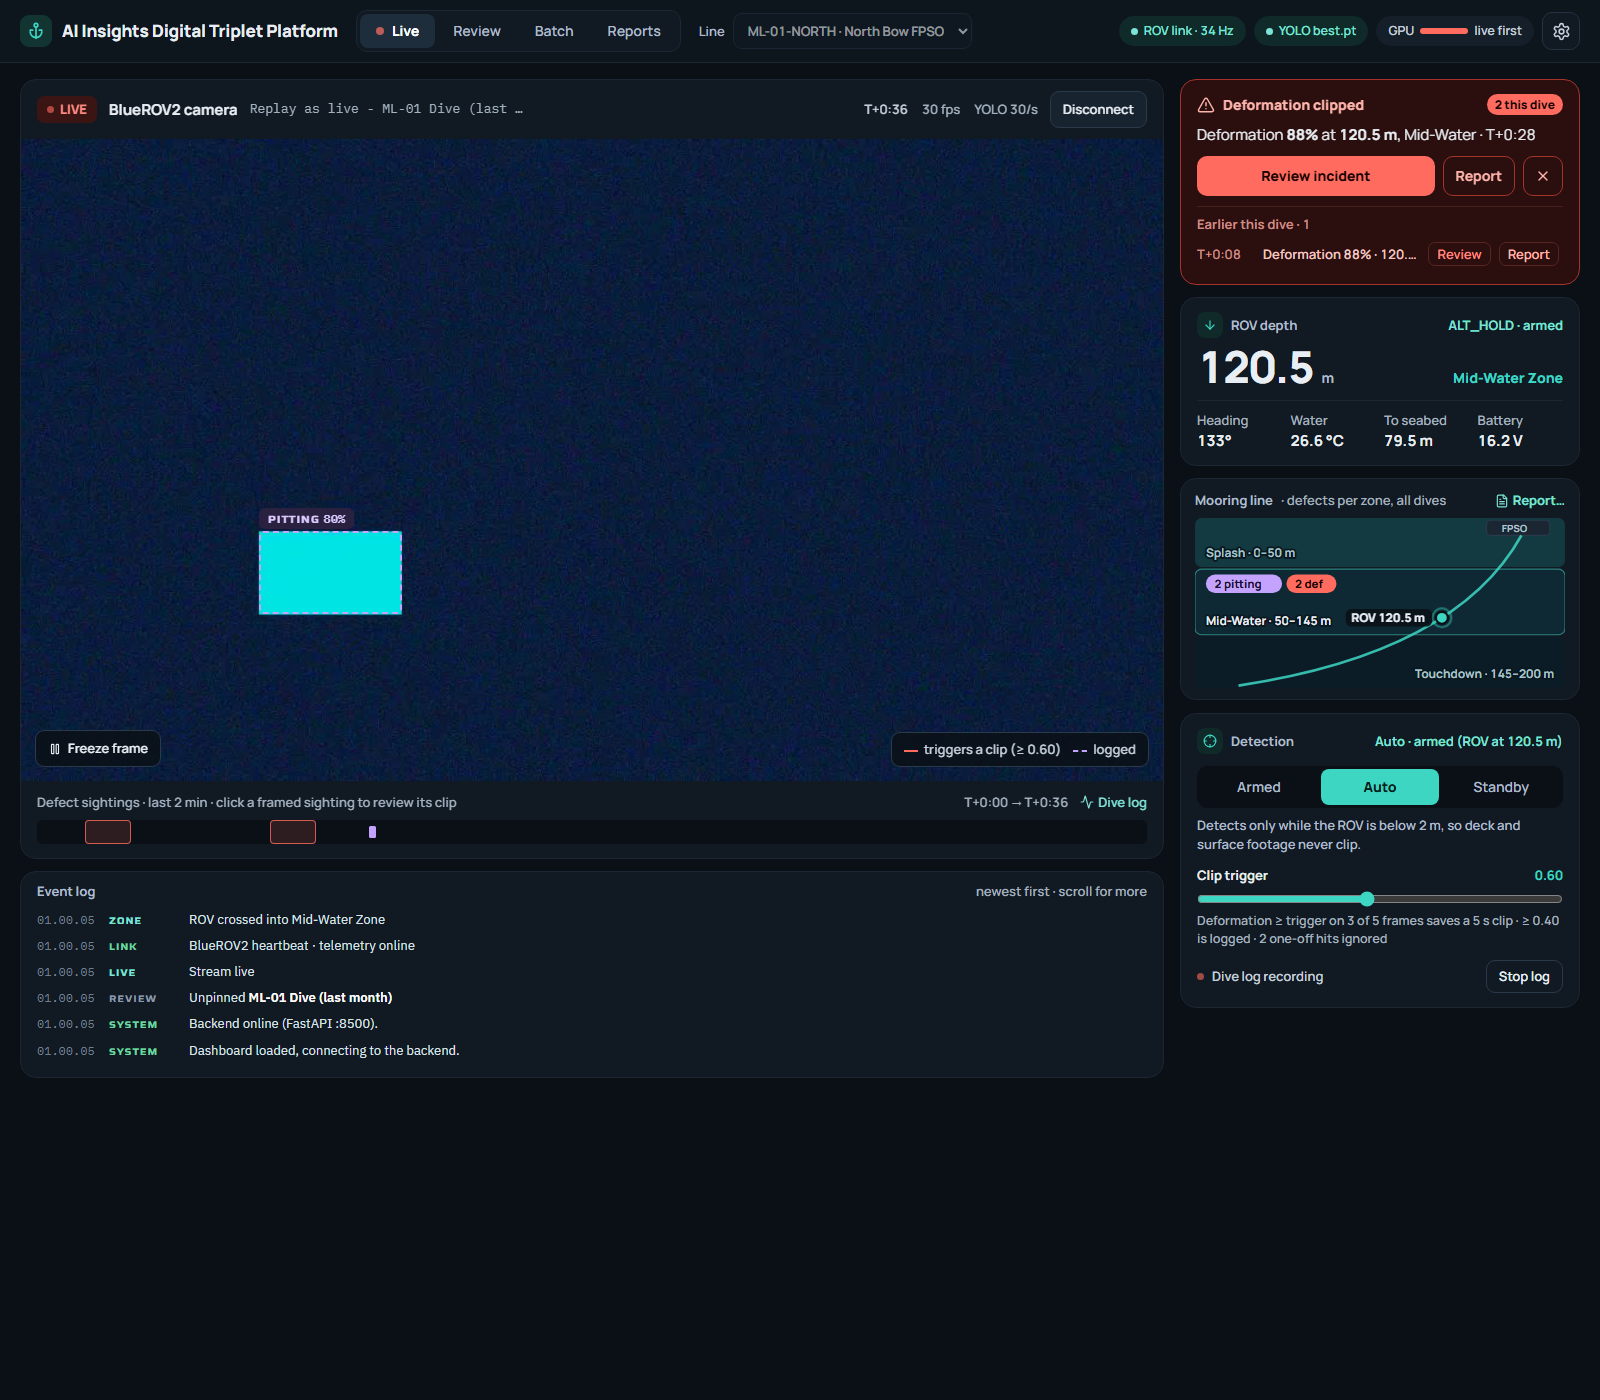 AI Insights Digital Triplet Platform
Live
Review
Batch
Reports
Line
ML-01-NORTH · North Bow FPSO
ROV link · 34 Hz
YOLO best.pt
GPU
live first
LIVE
BlueROV2 camera
Replay as live - ML-01 Dive (last …
T+0:36
30 fps
YOLO 30/s
Disconnect
PITTING 80%
Freeze frame
triggers a clip (≥ 0.60)
logged
Defect sightings · last 2 min · click a framed sighting to review its clip
T+0:00 → T+0:36
Dive log
Event log
newest first · scroll for more
01.00.05 ZONE ROV crossed into Mid-Water Zone
01.00.05 LINK BlueROV2 heartbeat · telemetry online
01.00.05 LIVE Stream live
01.00.05 REVIEW Unpinned ML-01 Dive (last month)
01.00.05 SYSTEM Backend online (FastAPI :8500).
01.00.05 SYSTEM Dashboard loaded, connecting to the backend.
Deformation clipped
2 this dive
Deformation 88% at 120.5 m, Mid-Water · T+0:28
Review incident
Report
Earlier this dive · 1
T+0:08
Deformation 88% · 120.…
Review
Report
ROV depth
ALT_HOLD · armed
120.5 m
Mid-Water Zone
Heading
Water
To seabed
Battery
133°
26.6 °C
79.5 m
16.2 V
Mooring line · defects per zone, all dives
Report…
FPSO
Splash · 0–50 m
2 pitting
2 def
Mid-Water · 50–145 m
ROV 120.5 m
Touchdown · 145–200 m
Detection
Auto · armed (ROV at 120.5 m)
Armed
Auto
Standby
Detects only while the ROV is below 2 m, so deck and
surface footage never clip.
Clip trigger
0.60
Deformation ≥ trigger on 3 of 5 frames saves a 5 s clip · ≥ 0.40
is logged · 2 one-off hits ignored
Dive log recording
Stop log